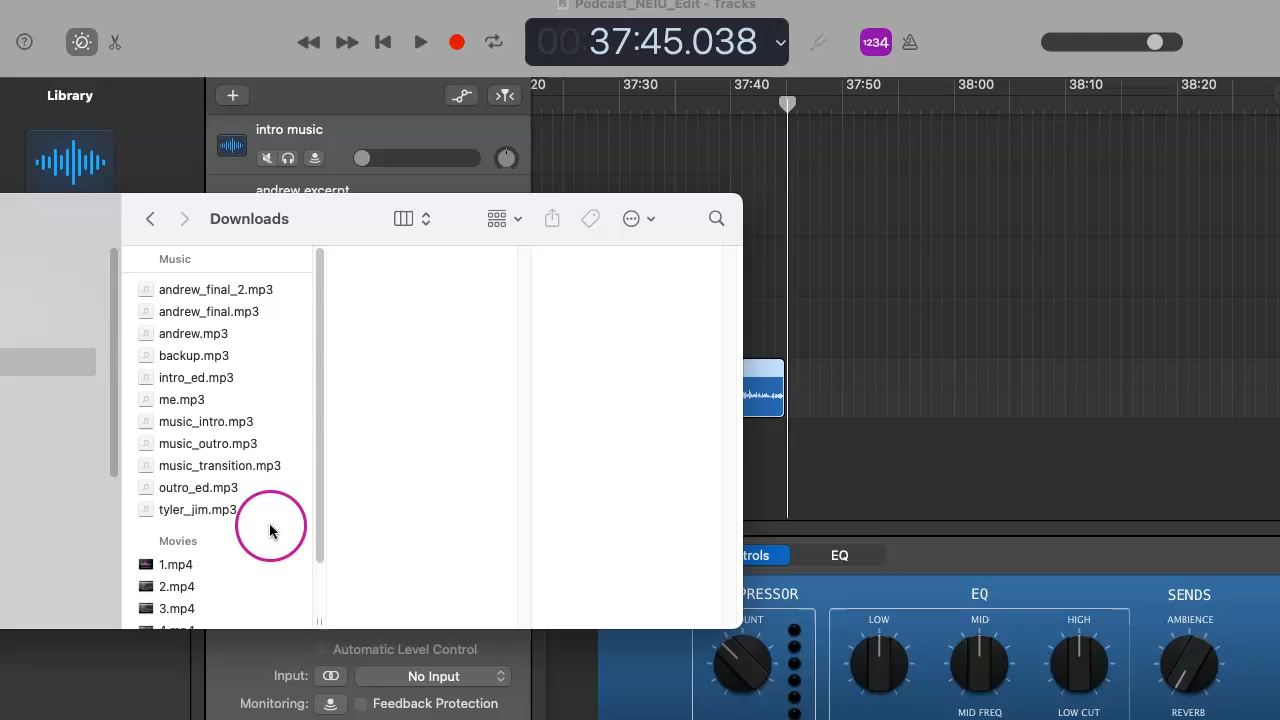 Podcast_NEIU_Edit - Tracks
00:37:45.038
1234
Library
20
37:30
37:40
37:50
38:00
38:10
38:20
intro music
andrew excerpt
Downloads
Music
andrew_final_2.mp3
andrew_final.mp3
andrew.mp3
backup.mp3
intro_ed.mp3
me.mp3
music_intro.mp3
music_outro.mp3
music_transition.mp3
outro_ed.mp3
tyler_jim.mp3
Movies
1.mp4
2.mp4
3.mp4
4.mp4
trols
EQ
PRESSOR
EQ
SENDS
UNT
LOW
MID
HIGH
AMBIENCE
MID FREQ
LOW CUT
REVERB
Automatic Level Control
Input:
No Input
Monitoring:
Feedback Protection